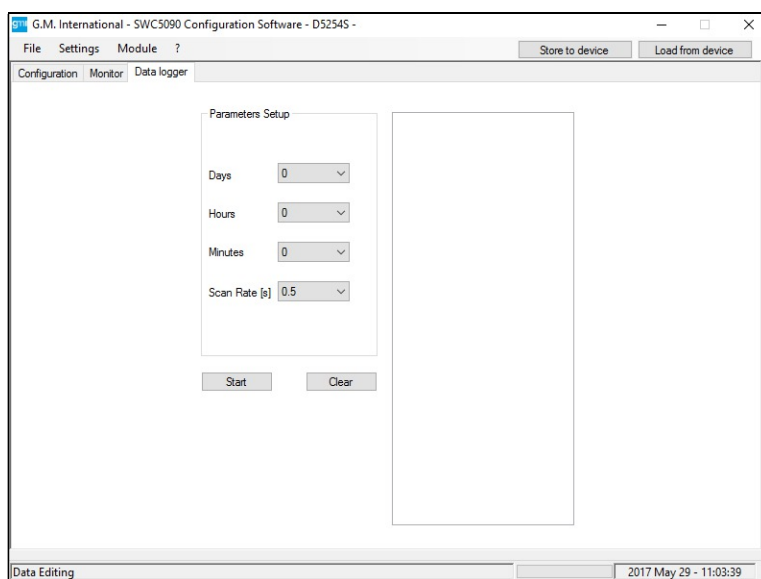 gmi G.M. International - SWC5090 Configuration Software - D5254S -
File Settings Module ? Store to device Load from device
Configuration Monitor Data logger
Parameters Setup
Days 0
Hours 0
Minutes 0
Scan Rate [s] 0.5
Start Clear
Data Editing 2017 May 29 - 11:03:39